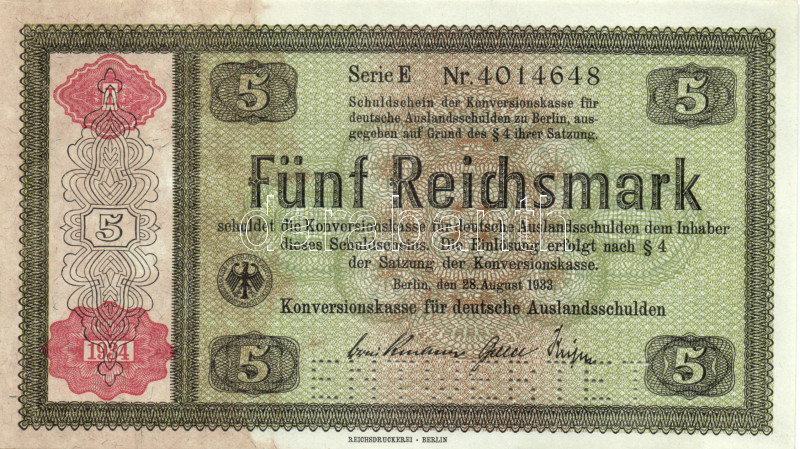 5 Serie E Nr. 4014648 5
Schuldschein der Konversionskasse für
deutsche Auslandsschulden zu Berlin, aus-
gegeben auf Grund des § 4 ihrer Satzung.
Fünf Reichsmark
5
schuldet die Konversionskasse für deutsche Auslandsschulden dem Inhaber
dieses Schuldscheins. Die Einlösung erfolgt nach § 4
der Satzung der Konversionskasse.
Berlin, den 28. August 1933
Konversionskasse für deutsche Auslandsschulden
1934
5 5
REICHSDRUCKEREI - BERLIN